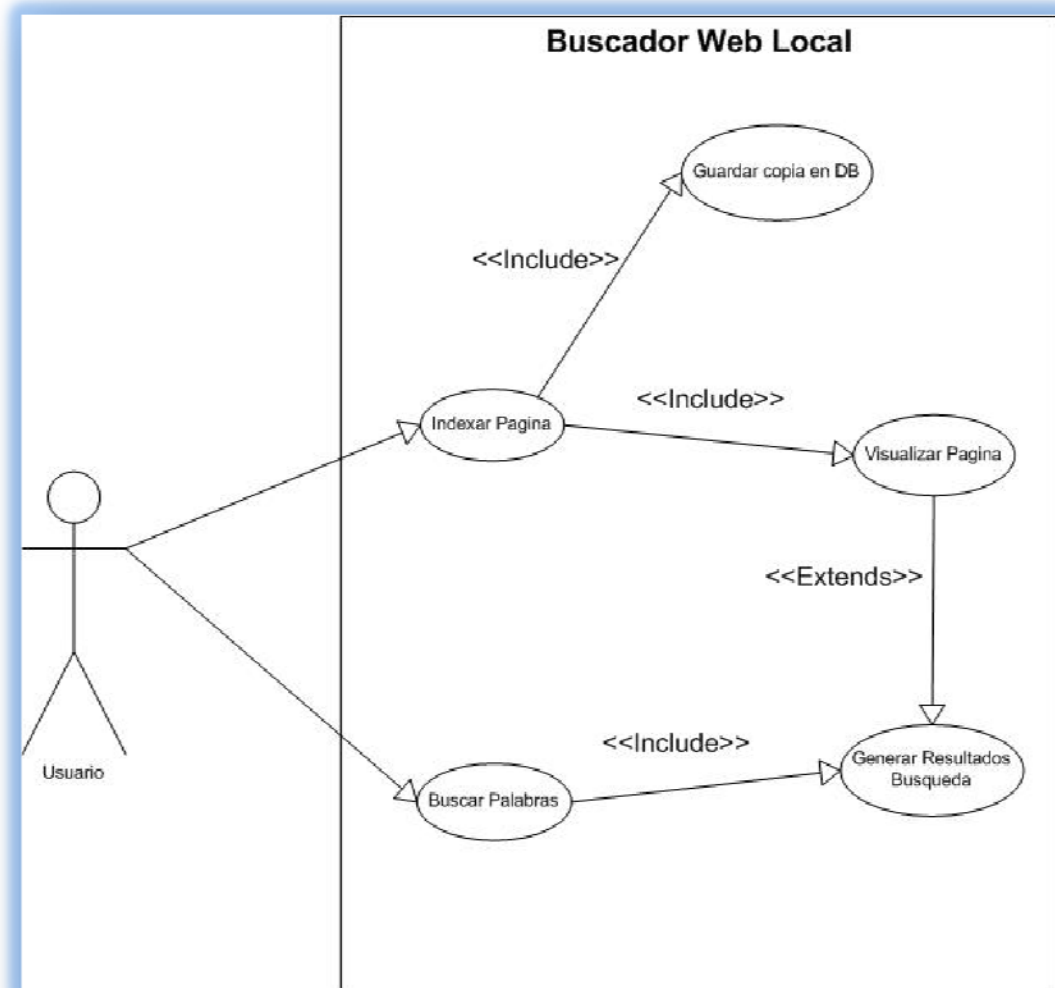 Buscador Web Local
Guardar copia en DB
<<Include>>
<<Include>>
Indexar Pagina
Visualizar Pagina
<<Extends>>
<<Include>>
Generar Resultados
Busqueda
Usuario
Buscar Palabras